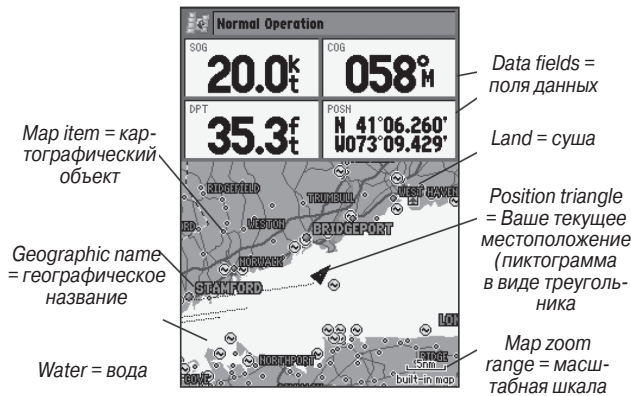 Normal Operation
SOG
20.0kt
COG
058°M
DPT
35.3ft
POSN
N 41°06.260'
W073°09.429'
Data fields =
поля данных
Land = суша
Position triangle
= Ваше текущее
местоположение
(пиктограмма
в виде треуголь-
ника
Map zoom
range = масш-
табная шкала
Map item = кар-
тографический
объект
Geographic name
= географическое
название
Water = вода
RIDGEFIELD
TRUMBULL
WEST HAVEN
RD
WESTON
BRIDGEPORT
NORWALK
STAMFORD
LON
NORTHPORT
RIDGE
COVE
5nm
built-in map